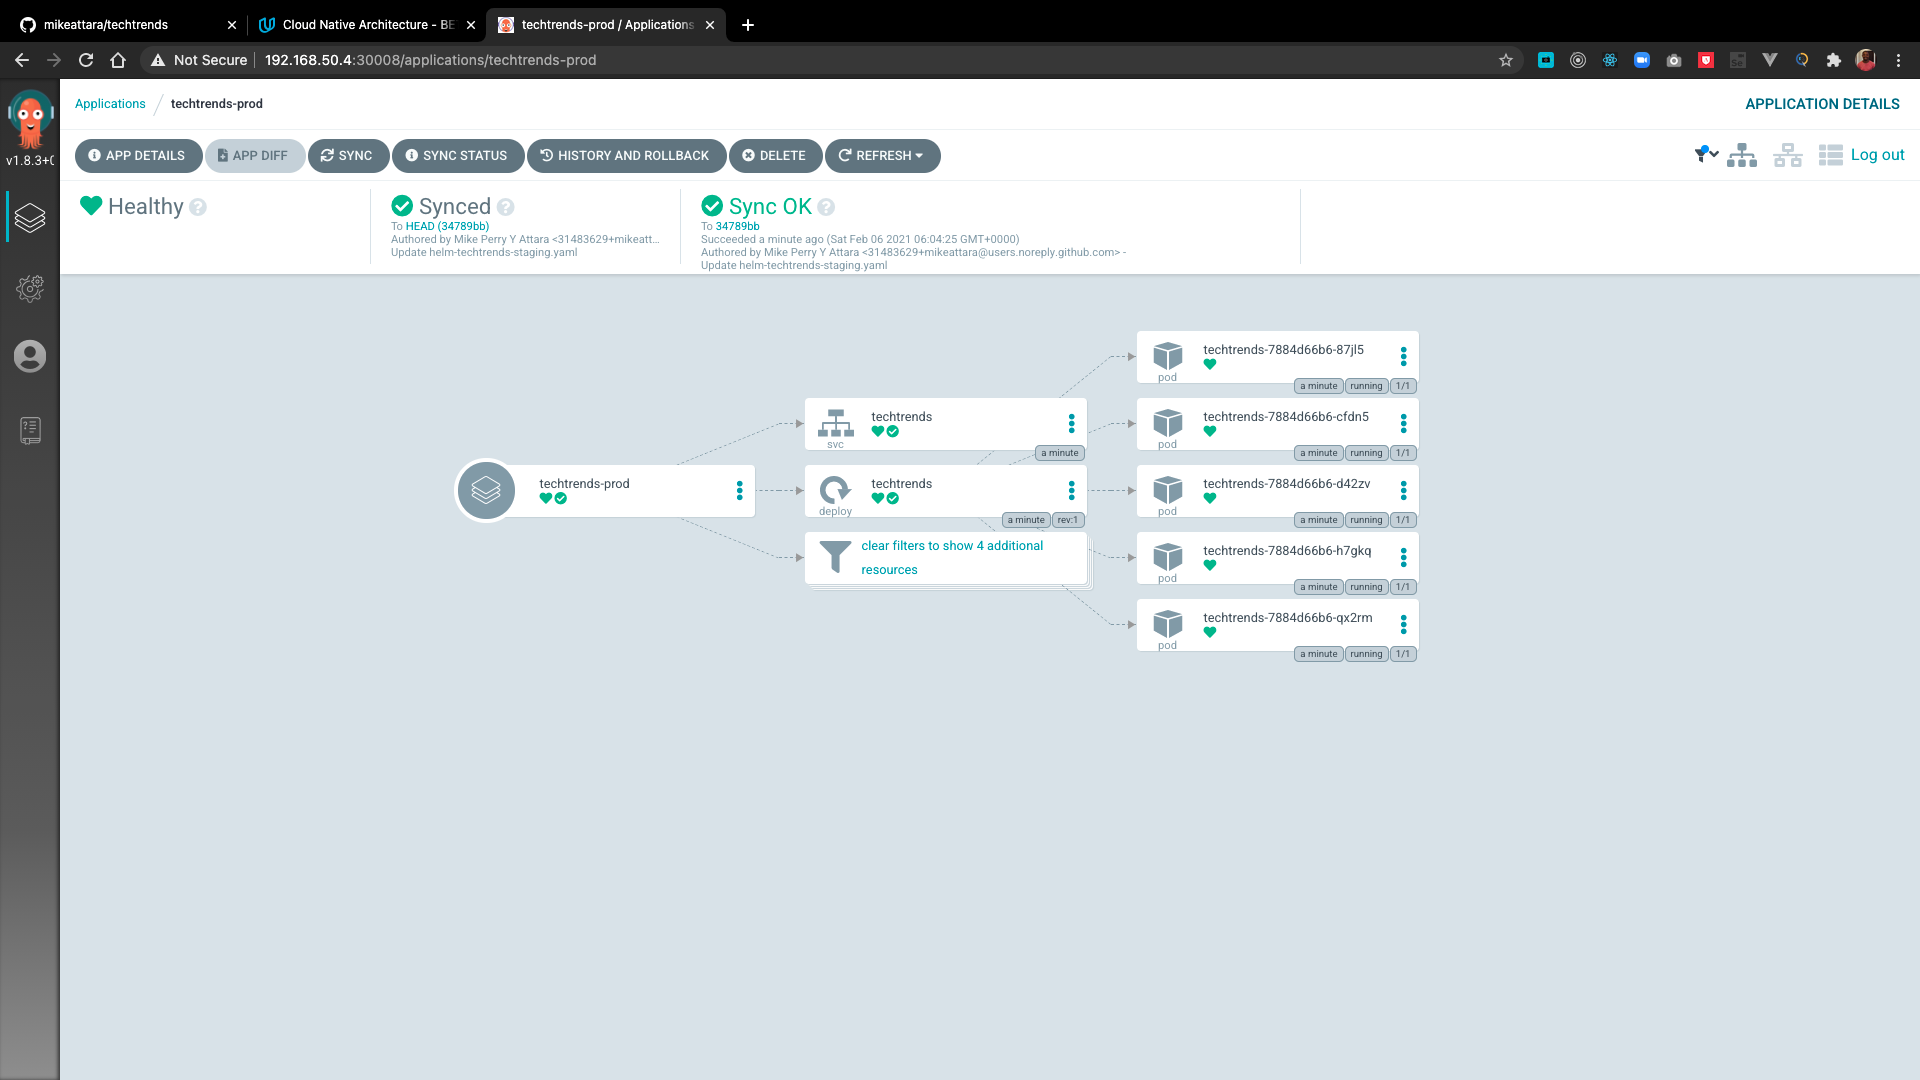 mikeattara/techtrends
Cloud Native Architecture - BE
techtrends-prod / Applications
Not Secure
192.168.50.4:30008/applications/techtrends-prod
v1.8.3+0
Applications
techtrends-prod
APPLICATION DETAILS
APP DETAILS
APP DIFF
SYNC
SYNC STATUS
HISTORY AND ROLLBACK
DELETE
REFRESH
Log out
Healthy
Synced
To HEAD (34789bb)
Authored by Mike Perry Y Attara <31483629+mikeatt...
Update helm-techtrends-staging.yaml
Sync OK
To 34789bb
Succeeded a minute ago (Sat Feb 06 2021 06:04:25 GMT+0000)
Authored by Mike Perry Y Attara <31483629+mikeattara@users.noreply.github.com> -
Update helm-techtrends-staging.yaml
techtrends-prod
techtrends
svc
a minute
techtrends
deploy
a minute
rev:1
clear filters to show 4 additional
resources
techtrends-7884d66b6-87jl5
pod
a minute
running
1/1
techtrends-7884d66b6-cfdn5
pod
a minute
running
1/1
techtrends-7884d66b6-d42zv
pod
a minute
running
1/1
techtrends-7884d66b6-h7gkq
pod
a minute
running
1/1
techtrends-7884d66b6-qx2rm
pod
a minute
running
1/1